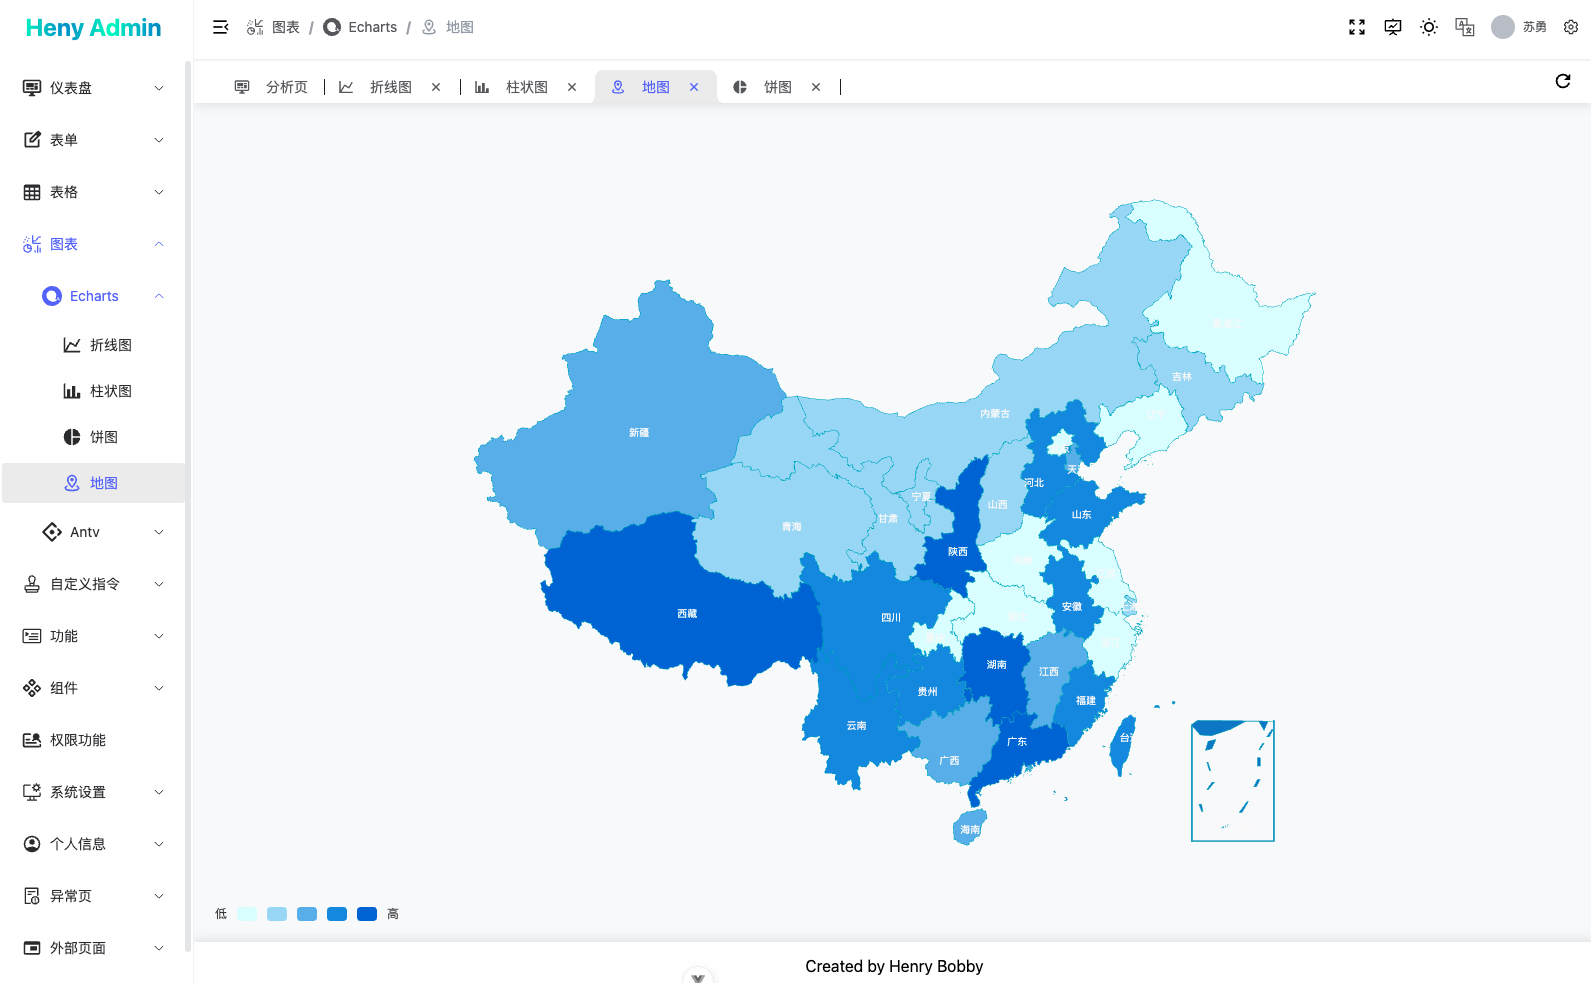 Heny Admin
图表 / Echarts / 地图
苏勇
分析页
折线图
柱状图
地图
饼图
仪表盘
表单
表格
图表
Echarts
折线图
柱状图
饼图
地图
Antv
自定义指令
功能
组件
权限功能
系统设置
个人信息
异常页
外部页面
黑龙江
吉林
内蒙古
新疆
天津
河北
宁夏
山西
甘肃
山东
青海
陕西
安徽
西藏
四川
湖南
江西
贵州
福建
云南
广东
台湾
广西
海南
低
高
Created by Henry Bobby